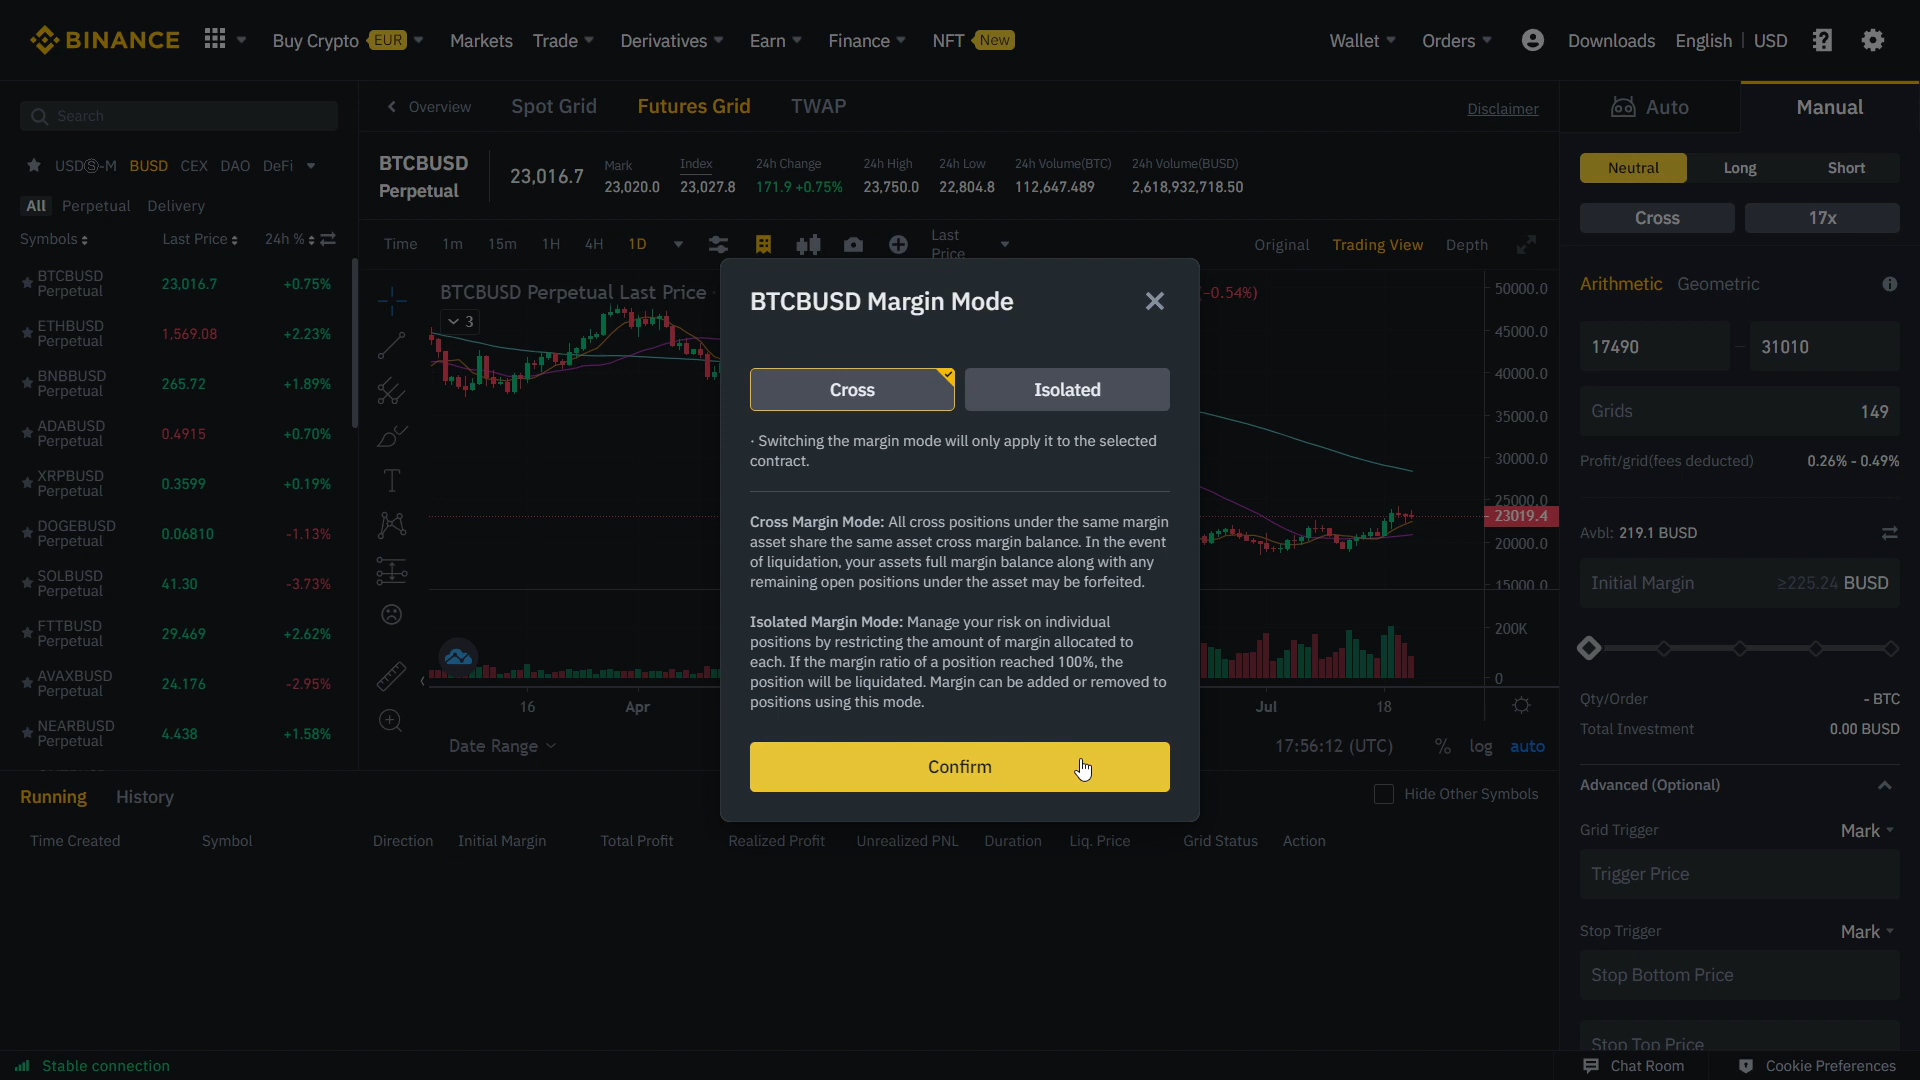 BINANCE
Buy Crypto EUR Markets Trade Derivatives Earn Finance NFT New
Wallet Orders Downloads English USD
Search
USDⓈ-M BUSD CEX DAO DeFi
All Perpetual Delivery
Symbols Last Price 24h %
BTCBUSD
Perpetual 23,016.7 +0.75%
ETHBUSD
Perpetual 1,569.08 +2.23%
BNBBUSD
Perpetual 265.72 +1.89%
ADABUSD
Perpetual 0.4915 +0.70%
XRPBUSD
Perpetual 0.3599 +0.19%
DOGEBUSD
Perpetual 0.06810 -1.13%
SOLBUSD
Perpetual 41.30 -3.73%
FTTBUSD
Perpetual 29.469 +2.62%
AVAXBUSD
Perpetual 24.176 -2.95%
NEARBUSD
Perpetual 4.438 +1.58%
Overview Spot Grid Futures Grid TWAP Disclaimer
BTCBUSD
Perpetual
23,016.7
Mark Index 24h Change 24h High 24h Low 24h Volume(BTC) 24h Volume(BUSD)
23,020.0 23,027.8 171.9 +0.75% 23,750.0 22,804.8 112,647.489 2,618,932,718.50
Time 1m 15m 1H 4H 1D Last
Price Original Trading View Depth
BTCBUSD Perpetual Last Price -0.54%)
3
50000.0
45000.0
40000.0
35000.0
30000.0
25000.0
23019.4
20000.0
15000.0
200K
0
16 Apr Jul 18
Date Range 17:56:12 (UTC) % log auto
BTCBUSD Margin Mode
Cross Isolated
· Switching the margin mode will only apply it to the selected
contract.
Cross Margin Mode: All cross positions under the same margin
asset share the same asset cross margin balance. In the event
of liquidation, your assets full margin balance along with any
remaining open positions under the asset may be forfeited.
Isolated Margin Mode: Manage your risk on individual
positions by restricting the amount of margin allocated to
each. If the margin ratio of a position reached 100%, the
position will be liquidated. Margin can be added or removed to
positions using this mode.
Confirm
Auto Manual
Neutral Long Short
Cross 17x
Arithmetic Geometric
17490 - 31010
Grids 149
Profit/grid(fees deducted) 0.26% - 0.49%
Avbl: 219.1 BUSD
Initial Margin ≥225.24 BUSD
Qty/Order - BTC
Total Investment 0.00 BUSD
Advanced (Optional)
Grid Trigger Mark
Trigger Price
Stop Trigger Mark
Stop Bottom Price
Stop Top Price
Running History Hide Other Symbols
Time Created Symbol Direction Initial Margin Total Profit Realized Profit Unrealized PNL Duration Liq. Price Grid Status Action
Stable connection Chat Room Cookie Preferences